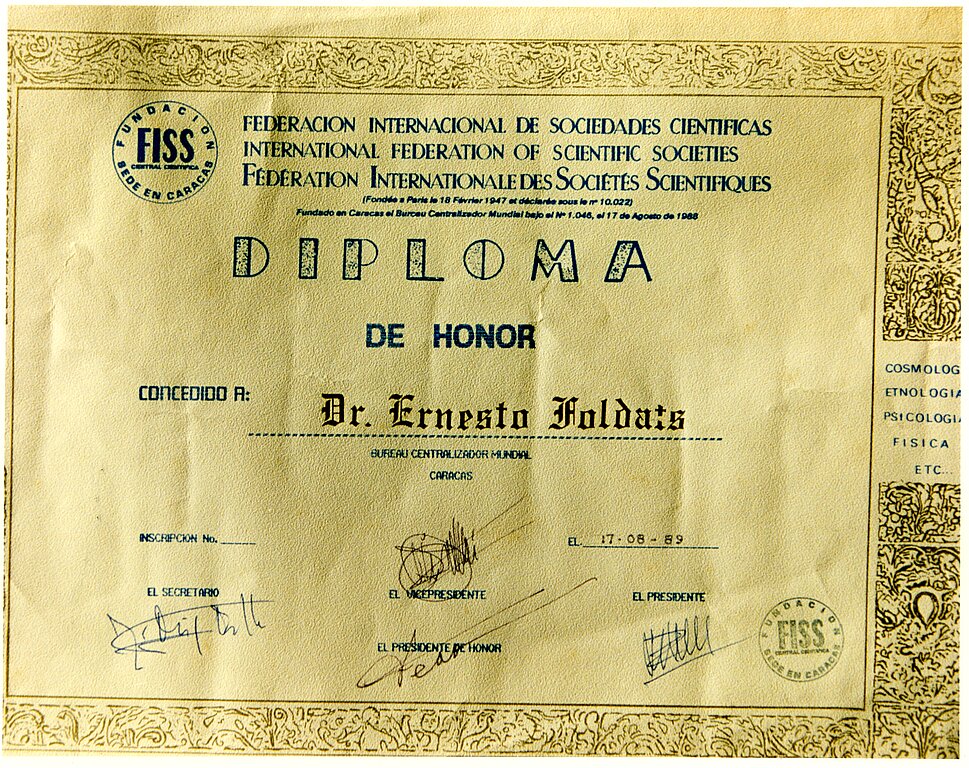 FUNDACION
FISS
CENTRAL CIENTIFICA
SEDE EN CARACAS
FEDERACION INTERNACIONAL DE SOCIEDADES CIENTIFICAS
INTERNATIONAL FEDERATION OF SCIENTIFIC SOCIETIES
FÉDÉRATION INTERNATIONALE DES SOCIÉTÉS SCIENTIFIQUES
(Fondée a Paris le 18 Février 1947 et déclarée sous le nº 10.022)
Fundado en Caracas el Bureau Centralizador Mundial bajo el Nº 1.046, el 17 de Agosto de 1988
DIPLOMA
DE HONOR
CONCEDIDO A:
Dr. Ernesto Foldats
BUREAU CENTRALIZADOR MUNDIAL
CARACAS
COSMOLOG
ETNOLOGIA
PSICOLOGIA
FISICA
ETC...
INSCRIPCION No.
EL 17-08-89
EL SECRETARIO
EL VICEPRESIDENTE
EL PRESIDENTE
EL PRESIDENTE DE HONOR
FUNDACION
FISS
CENTRAL CIENTIFICA
SEDE EN CARACAS